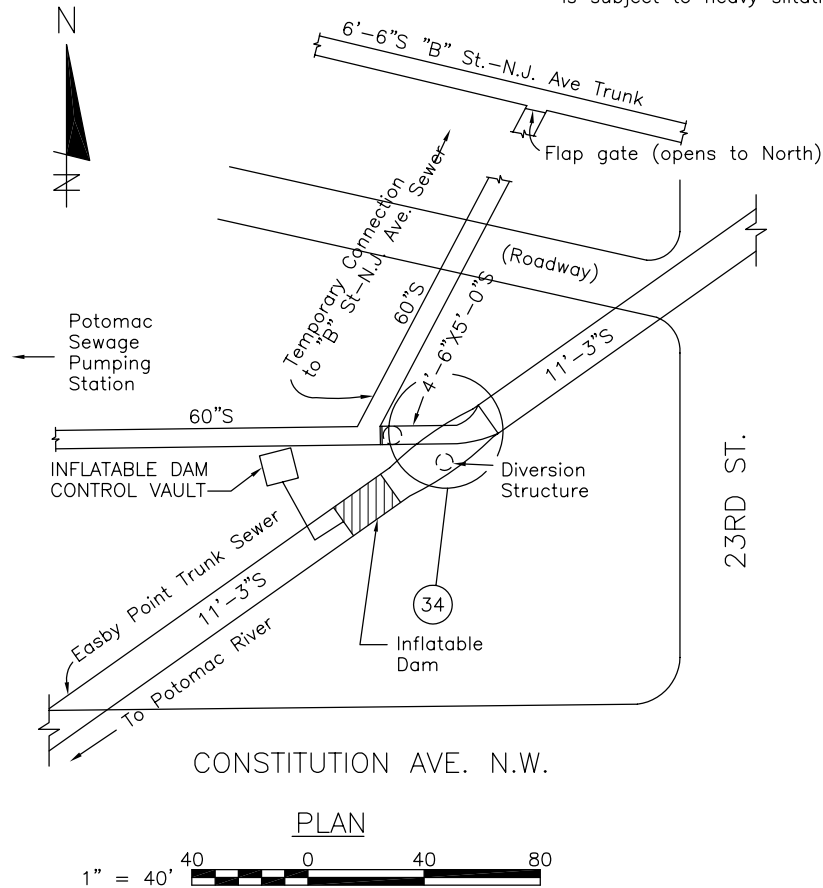 is subject to heavy siltati
N
N
6'-6"S "B" St.-N.J. Ave Trunk
Flap gate (opens to North)
Temporary Connection
to "B" St-N.J. Ave. Sewer
(Roadway)
60"S
4'-6"X5'-0"S
11'-3"S
Potomac
Sewage
Pumping
Station
60"S
INFLATABLE DAM
CONTROL VAULT
Diversion
Structure
23RD ST.
34
Inflatable
Dam
Easby Point Trunk Sewer
11'-3"S
To Potomac River
CONSTITUTION AVE. N.W.
PLAN
1" = 40'
40 0 40 80